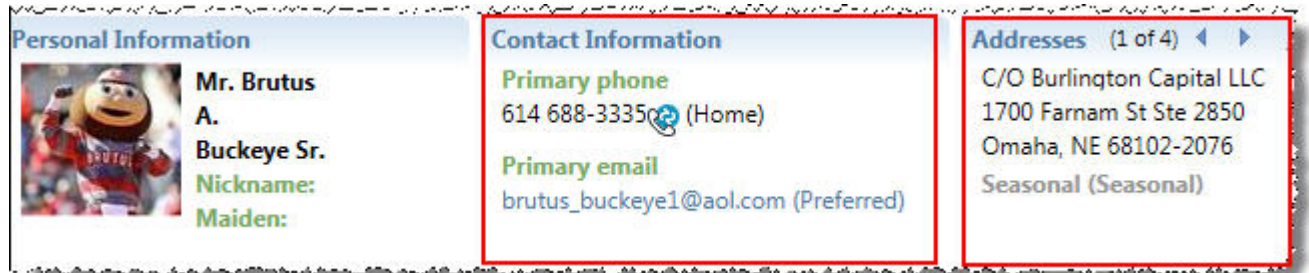 Personal Information
Mr. Brutus
A.
Buckeye Sr.
Nickname:
Maiden:
BRUTUS
Contact Information
Primary phone
614 688-3335 (Home)
Primary email
brutus_buckeye1@aol.com (Preferred)
Addresses (1 of 4)
C/O Burlington Capital LLC
1700 Farnam St Ste 2850
Omaha, NE 68102-2076
Seasonal (Seasonal)